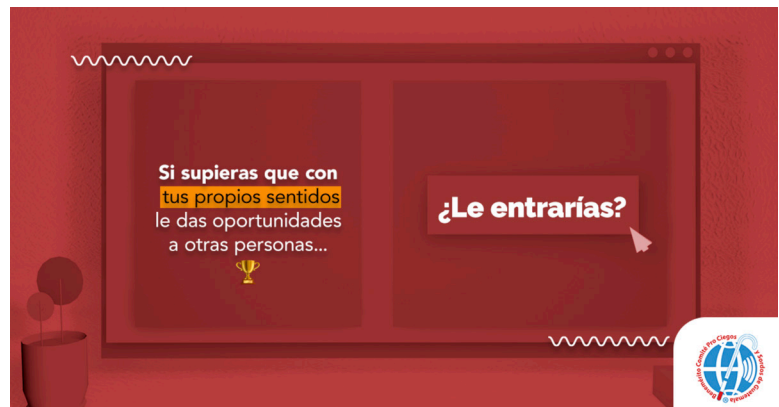 Si supieras que con
tus propios sentidos
le das oportunidades
a otras personas...
¿Le entrarías?
Benemérito Comité Pro Ciegos y Sordos de Guatemala